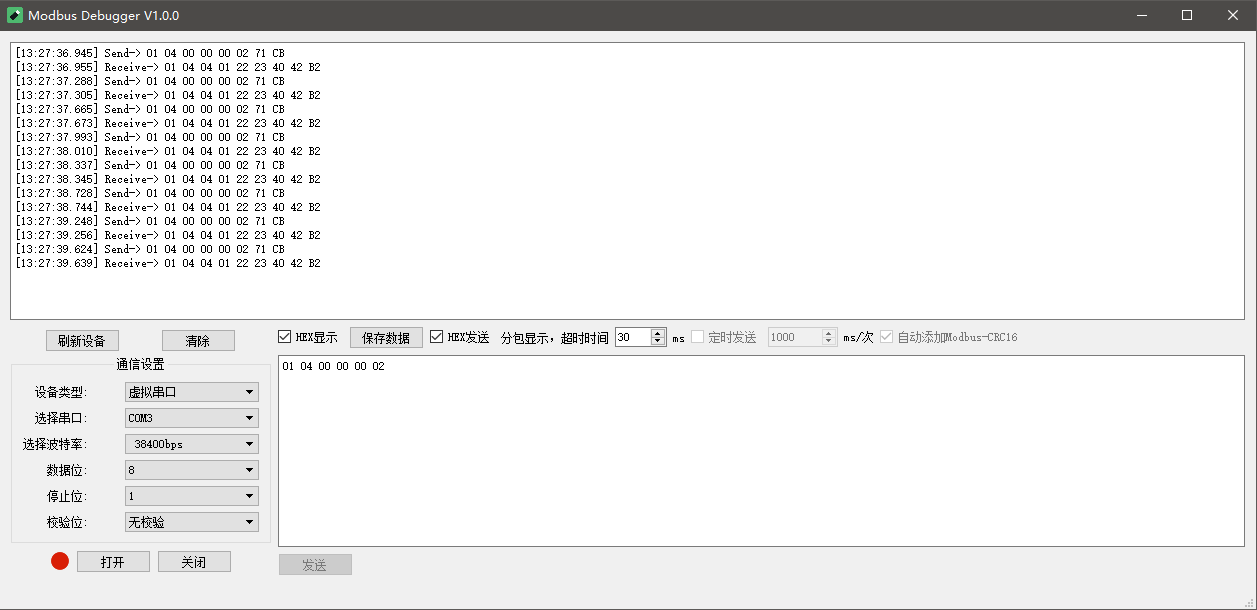 Modbus Debugger V1.0.0
[13:27:36.945] Send-> 01 04 00 00 00 02 71 CB
[13:27:36.955] Receive-> 01 04 04 01 22 23 40 42 B2
[13:27:37.288] Send-> 01 04 00 00 00 02 71 CB
[13:27:37.305] Receive-> 01 04 04 01 22 23 40 42 B2
[13:27:37.665] Send-> 01 04 00 00 00 02 71 CB
[13:27:37.673] Receive-> 01 04 04 01 22 23 40 42 B2
[13:27:37.993] Send-> 01 04 00 00 00 02 71 CB
[13:27:38.010] Receive-> 01 04 04 01 22 23 40 42 B2
[13:27:38.337] Send-> 01 04 00 00 00 02 71 CB
[13:27:38.345] Receive-> 01 04 04 01 22 23 40 42 B2
[13:27:38.728] Send-> 01 04 00 00 00 02 71 CB
[13:27:38.744] Receive-> 01 04 04 01 22 23 40 42 B2
[13:27:39.248] Send-> 01 04 00 00 00 02 71 CB
[13:27:39.256] Receive-> 01 04 04 01 22 23 40 42 B2
[13:27:39.624] Send-> 01 04 00 00 00 02 71 CB
[13:27:39.639] Receive-> 01 04 04 01 22 23 40 42 B2
刷新设备 清除 HEX显示 保存数据 HEX发送 分包显示，超时时间 30 ms 定时发送 1000 ms/次 自动添加Modbus-CRC16
通信设置
设备类型: 虚拟串口
选择串口: COM3
选择波特率: 38400bps
数据位: 8
停止位: 1
校验位: 无校验
打开 关闭
01 04 00 00 00 02
发送